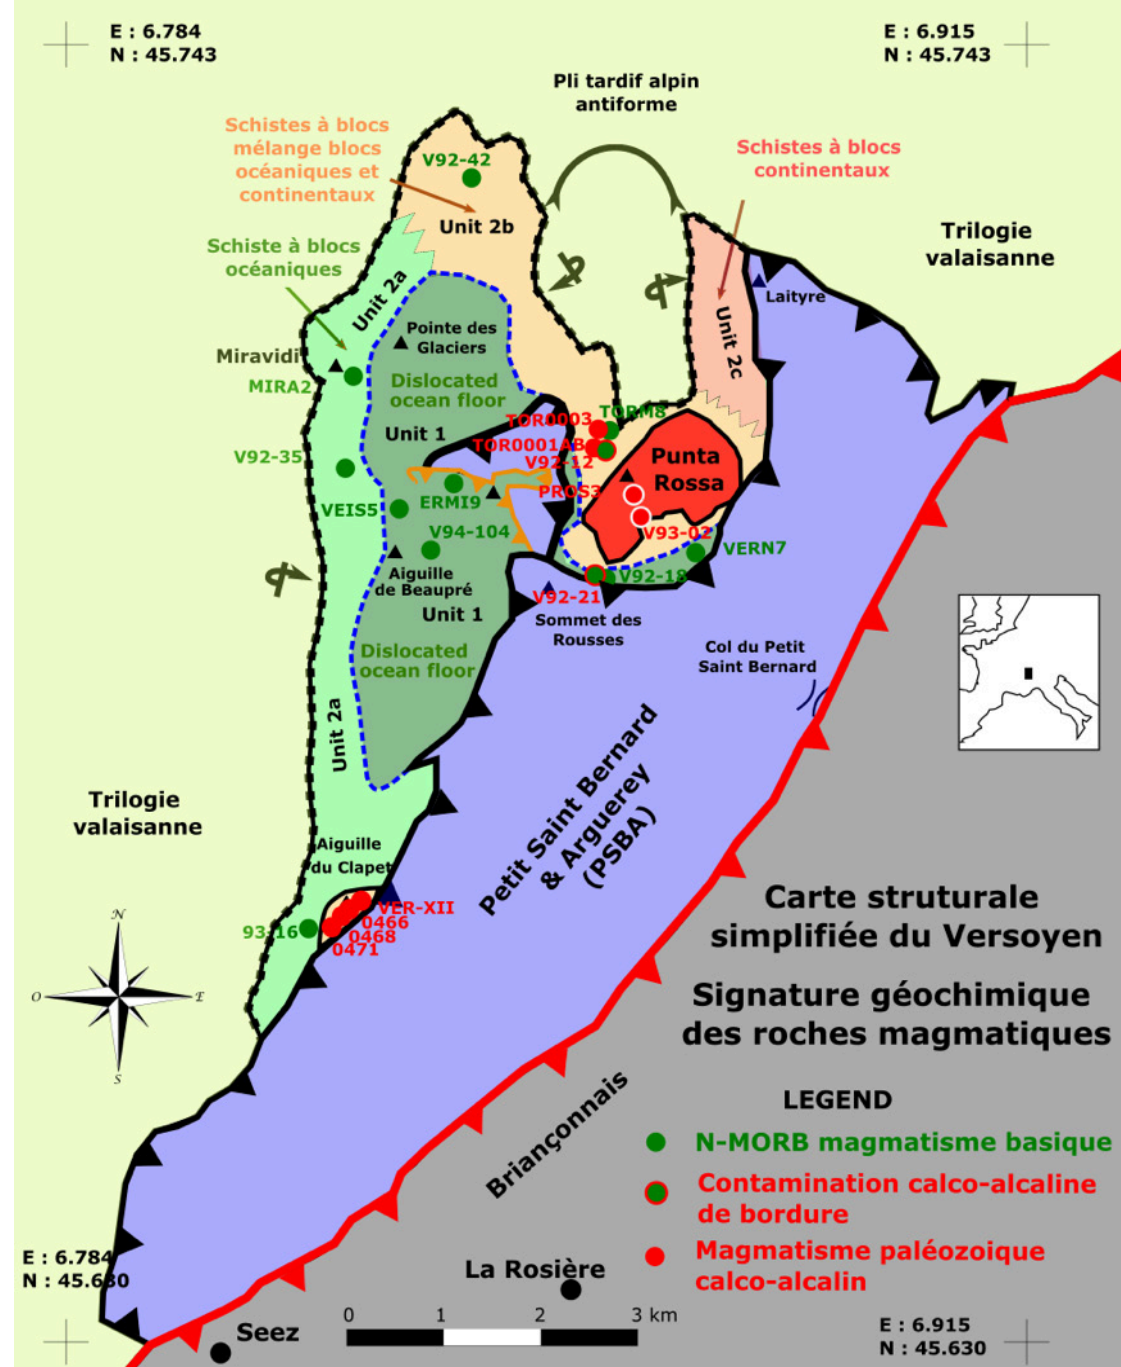 E : 6.784
N : 45.743
E : 6.915
N : 45.743
Pli tardif alpin
antiforme
Schistes à blocs
mélange blocs
océaniques et
continentaux
V92-42
Schistes à blocs
continentaux
Unit 2b
Trilogie
valaisanne
Schiste à blocs
océaniques
Unit 2a
Laityre
Unit 2c
Pointe des
Glaciers
Miravidi
MIRA2
Dislocated
ocean floor
Unit 1
TOR0003
TORM8
TOR0001AB
V92-12
Punta
Rossa
V92-35
PROS3
ERMI9
VEIS5
V94-104
V93-02
VERN7
Aiguille
de Beaupré
V92-18
V92-21
Unit 1
Sommet des
Rousses
Dislocated
ocean floor
Col du Petit
Saint Bernard
Unit 2a
Petit Saint Bernard
& Arguerey
(PSBA)
Trilogie
valaisanne
Aiguille
du Clapet
VER-XII
0466
0468
0471
93-16
Carte struturale
simplifiée du Versoyen
Signature géochimique
des roches magmatiques
N
O
E
S
Briançonnais
LEGEND
N-MORB magmatisme basique
Contamination calco-alcaline
de bordure
Magmatisme paléozoique
calco-alcalin
E : 6.784
N : 45.630
La Rosière
0 1 2 3 km
Seez
E : 6.915
N : 45.630